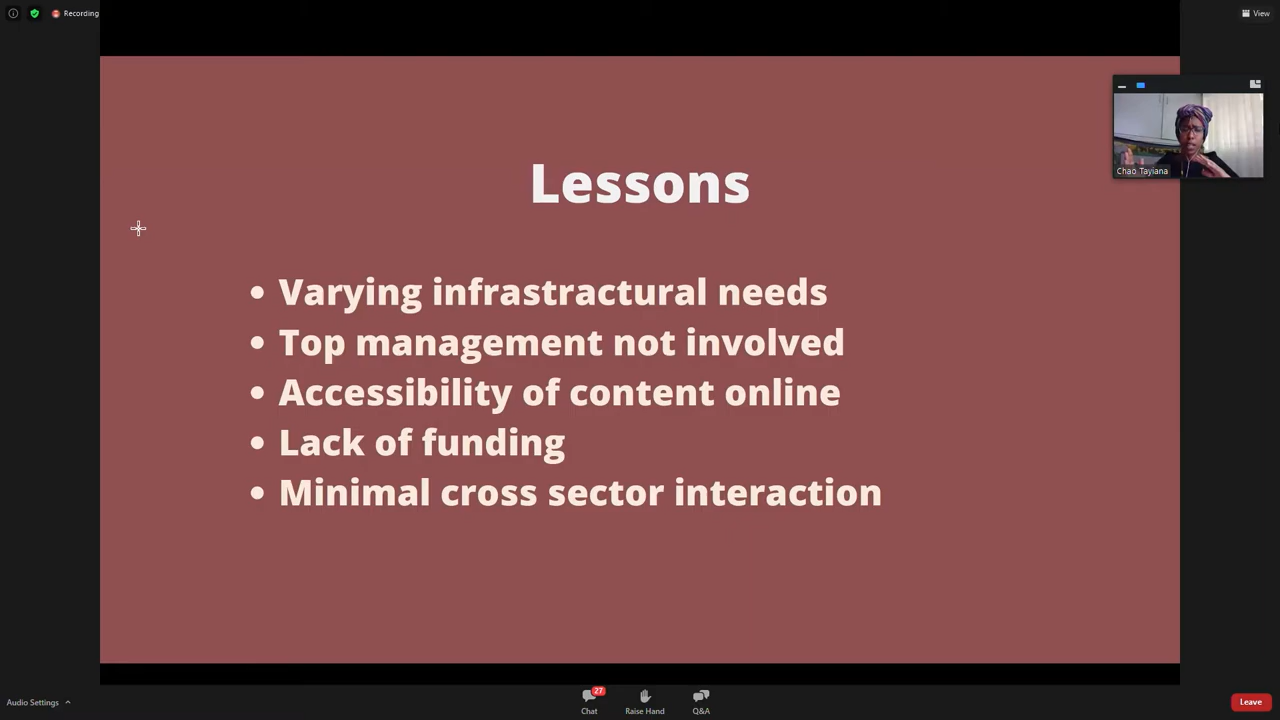 Recording
View
Chao Tayiana
Lessons
• Varying infrastractural needs
• Top management not involved
• Accessibility of content online
• Lack of funding
• Minimal cross sector interaction
Audio Settings
27
Chat
Raise Hand
Q&A
Leave